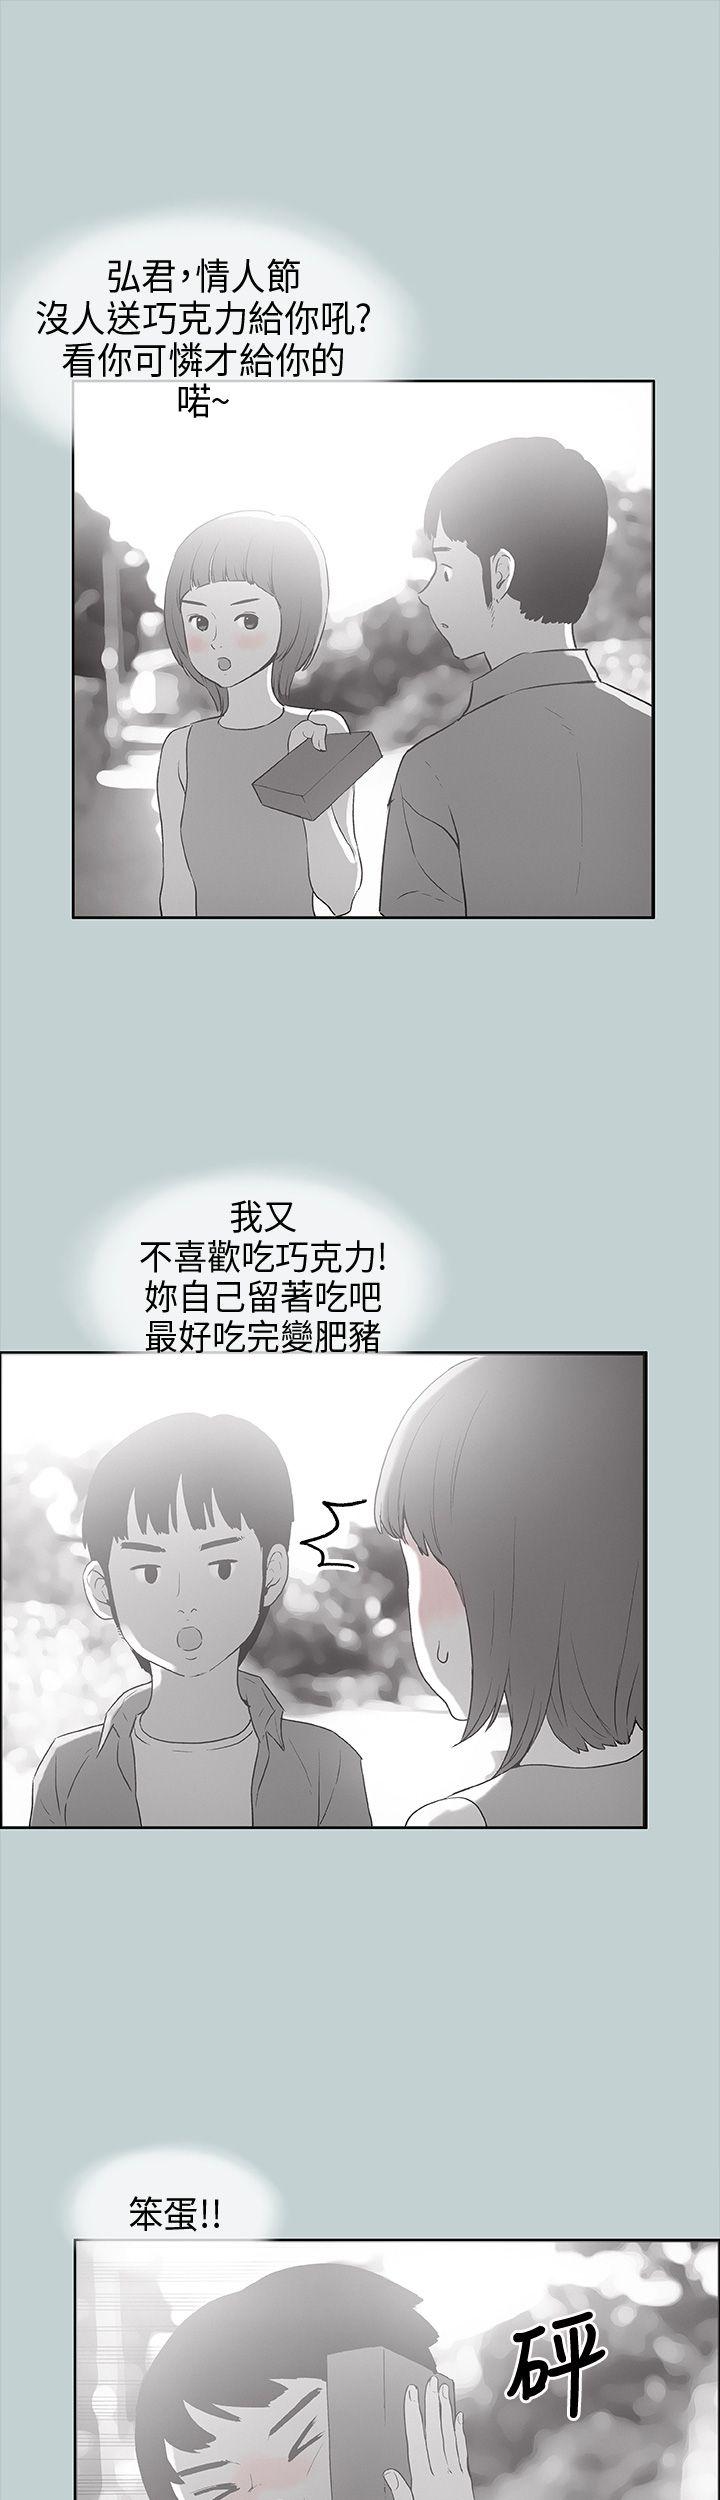 弘君，情人節
沒人送巧克力給你吼?
看你可憐才給你的
喏~
我又
不喜歡吃巧克力!
妳自己留著吃吧
最好吃完變肥豬
笨蛋!!
砰